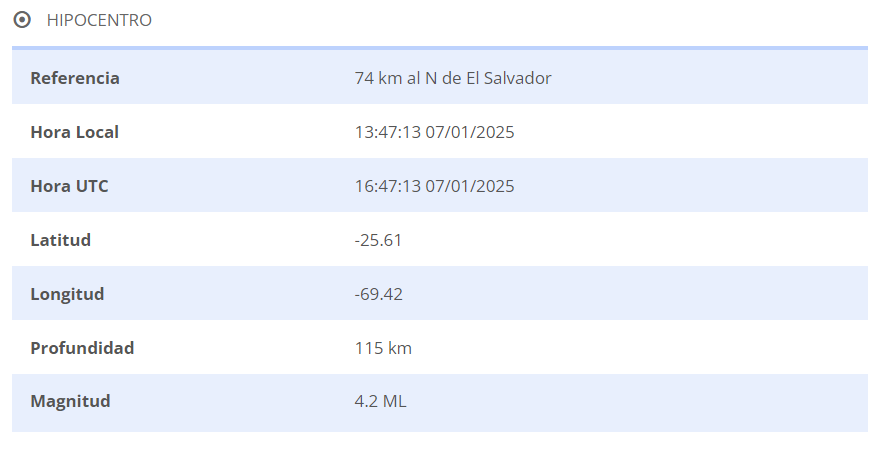 HIPOCENTRO
Referencia 74 km al N de El Salvador
Hora Local 13:47:13 07/01/2025
Hora UTC 16:47:13 07/01/2025
Latitud -25.61
Longitud -69.42
Profundidad 115 km
Magnitud 4.2 ML